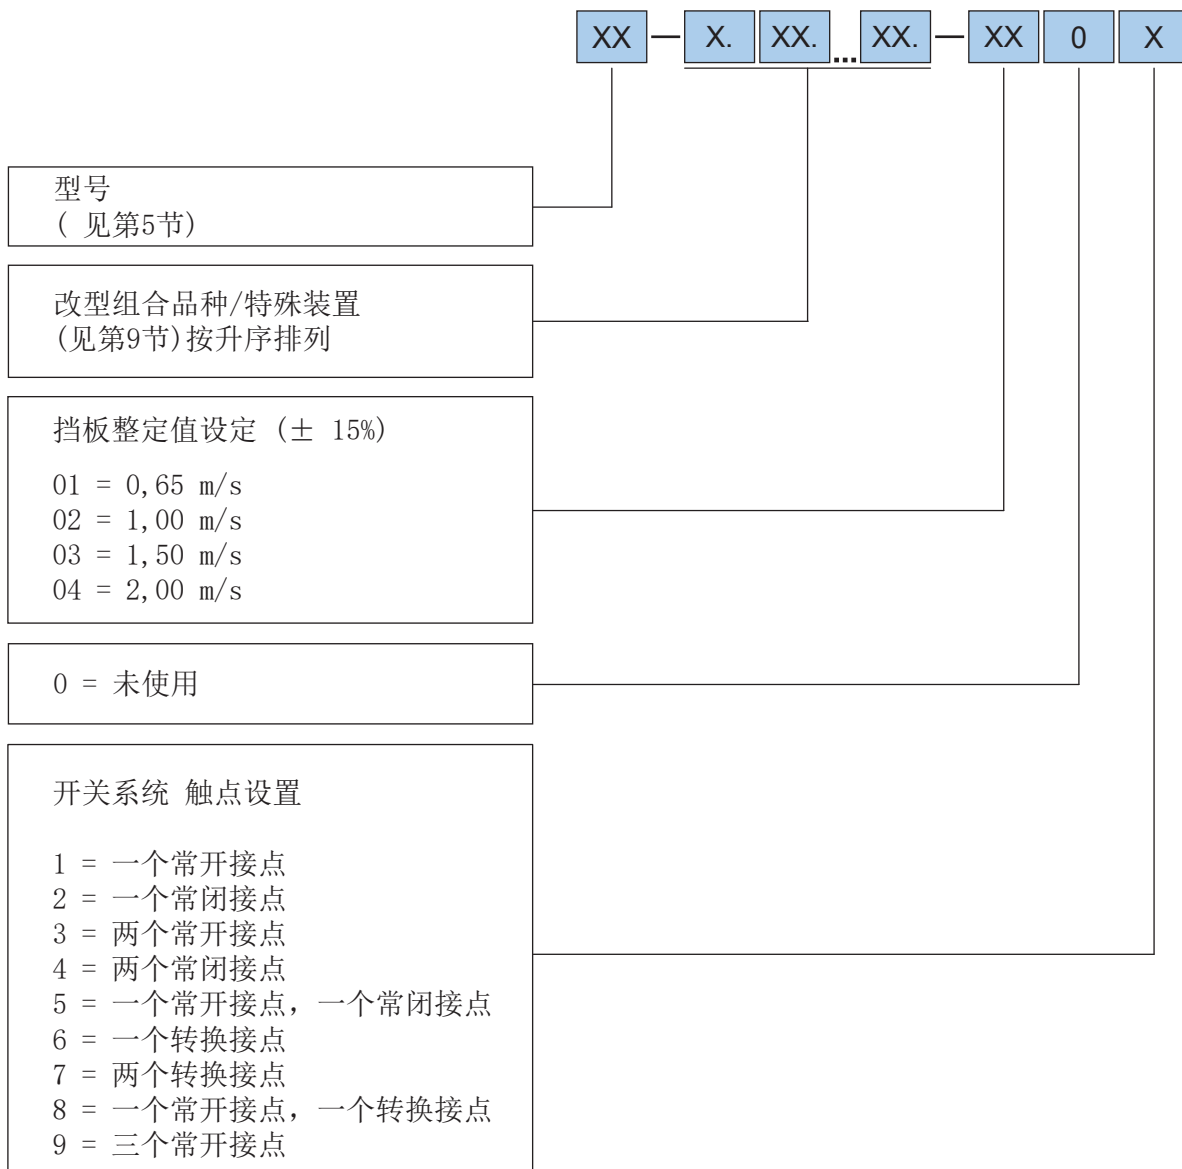 XX — X. XX. ... XX. — XX 0 X
型号
( 见第5节)
改型组合品种/特殊装置
(见第9节)按升序排列
挡板整定值设定 (± 15%)
01 = 0,65 m/s
02 = 1,00 m/s
03 = 1,50 m/s
04 = 2,00 m/s
0 = 未使用
开关系统 触点设置
1 = 一个常开接点
2 = 一个常闭接点
3 = 两个常开接点
4 = 两个常闭接点
5 = 一个常开接点，一个常闭接点
6 = 一个转换接点
7 = 两个转换接点
8 = 一个常开接点，一个转换接点
9 = 三个常开接点